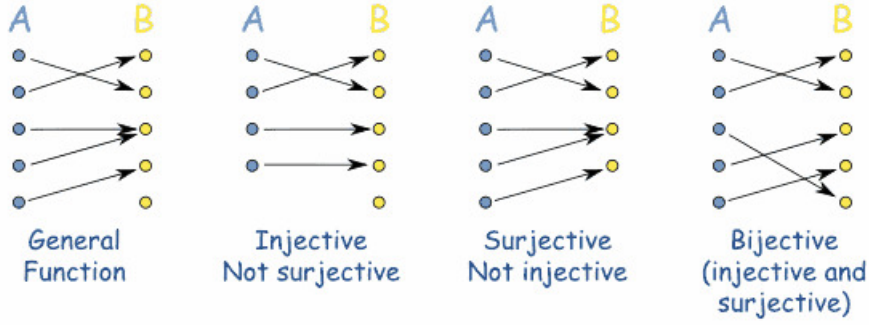 A B A B A B A B
General
Function
Injective
Not surjective
Surjective
Not injective
Bijective
(injective and
surjective)